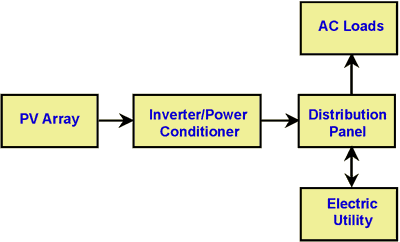 AC Loads
PV Array
Inverter/Power
Conditioner
Distribution
Panel
Electric
Utility